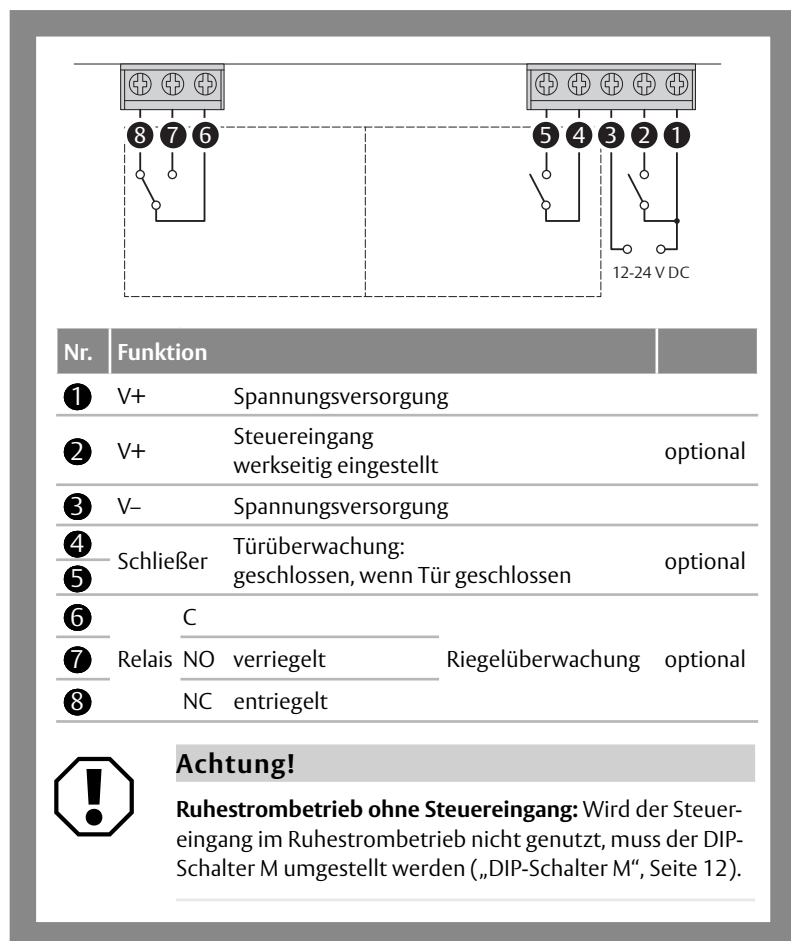 8 7 6 5 4 3 2 1
12-24 V DC
Nr. Funktion
1 V+ Spannungsversorgung
2 V+ Steuereingang
werkseitig eingestellt optional
3 V– Spannungsversorgung
4
5 Schließer Türüberwachung:
geschlossen, wenn Tür geschlossen optional
6 C
7 Relais NO verriegelt Riegelüberwachung optional
8 NC entriegelt
Achtung!
Ruhestrombetrieb ohne Steuereingang: Wird der Steuer-
eingang im Ruhestrombetrieb nicht genutzt, muss der DIP-
Schalter M umgestellt werden („DIP-Schalter M“, Seite 12).